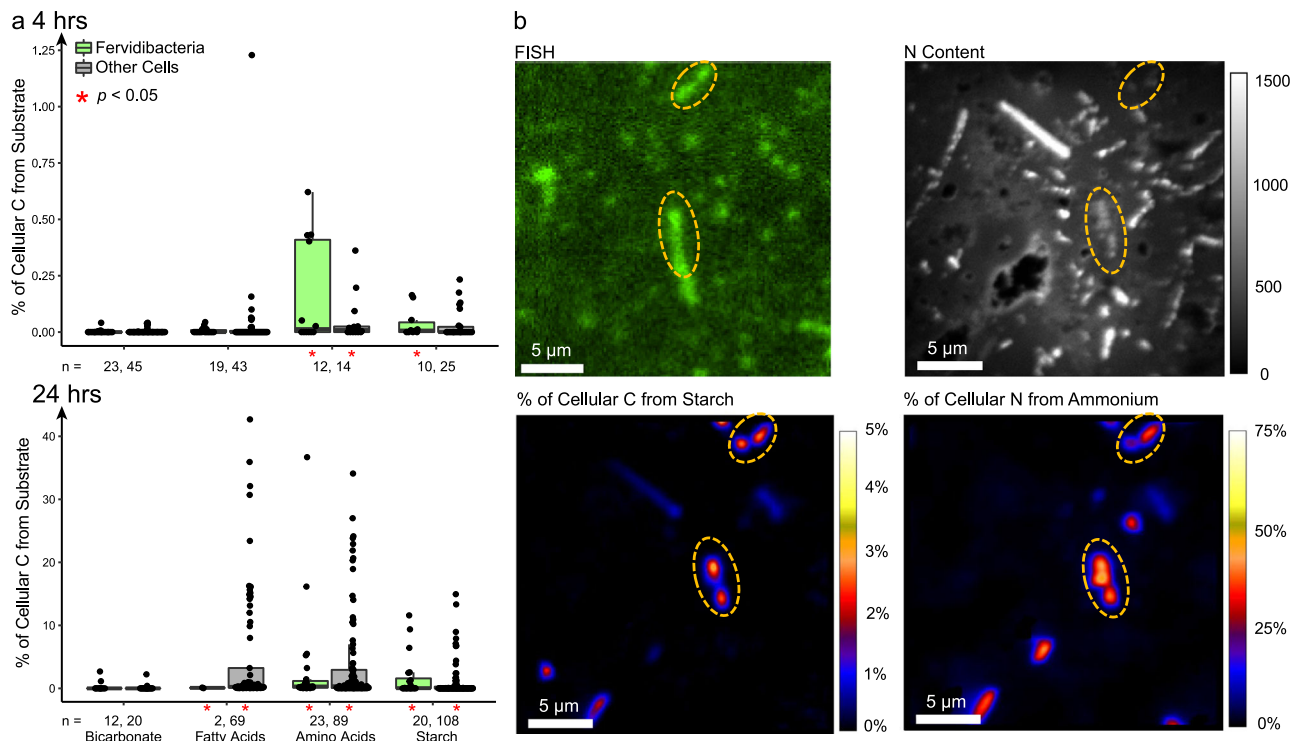 a 4 hrs
% of Cellular C from Substrate
1.25
1.00
0.75
0.50
0.25
0.00
Fervidibacteria
Other Cells
* p < 0.05
* * *
n = 23, 45 19, 43 12, 14 10, 25
24 hrs
% of Cellular C from Substrate
40
30
20
10
0
* * * * * *
n = 12, 20 2, 69 23, 89 20, 108
Bicarbonate Fatty Acids Amino Acids Starch
b
FISH
5 µm
N Content
5 µm
1500
1000
500
0
% of Cellular C from Starch
5 µm
5%
4%
3%
2%
1%
0%
% of Cellular N from Ammonium
5 µm
75%
50%
25%
0%